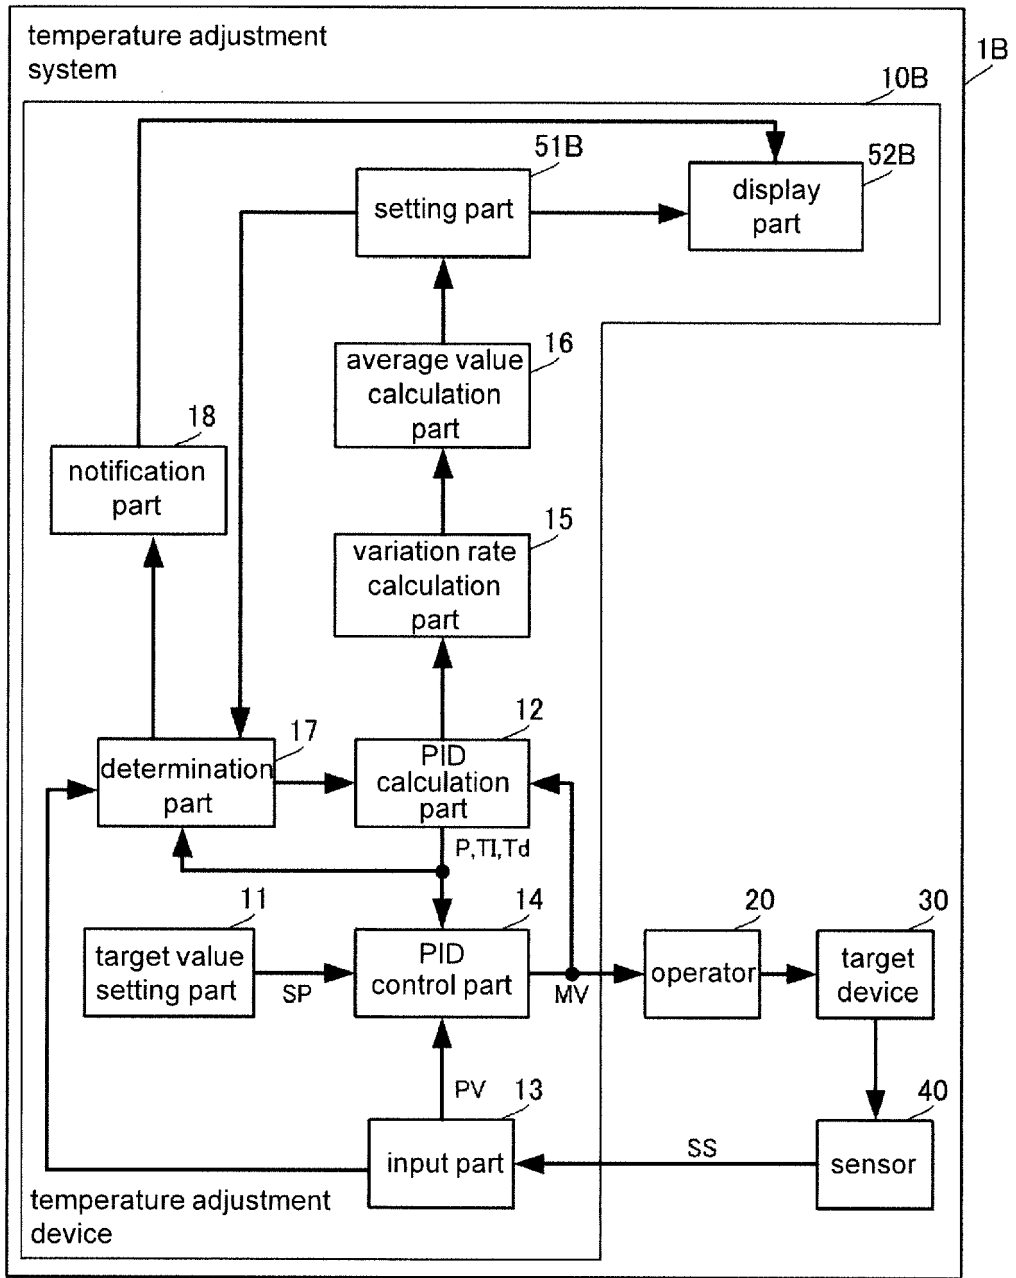 temperature adjustment
system
1B
10B
51B
52B
setting part
display
part
16
average value
calculation
part
18
notification
part
15
variation rate
calculation
part
17
12
determination
part
PID
calculation
part
P,TI,Td
11
14
20
30
target value
setting part
SP
PID
control part
MV
operator
target
device
PV
13
40
input part
SS
sensor
temperature adjustment
device